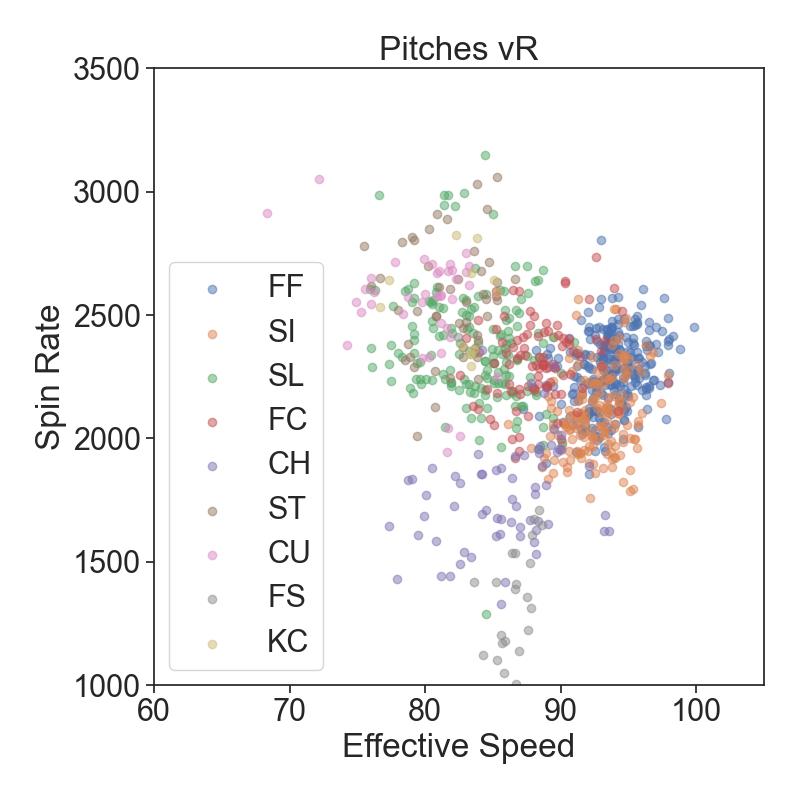 Pitches vR
3500
3000
2500
2000
1500
1000
Spin Rate
FF
SI
SL
FC
CH
ST
CU
FS
KC
60 70 80 90 100
Effective Speed